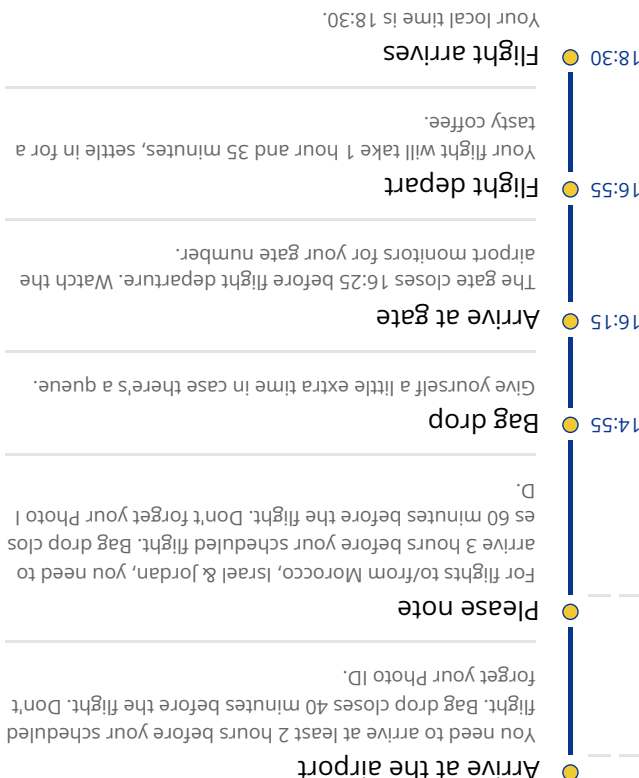 Arrive at the airport
You need to arrive at least 2 hours before your scheduled
flight. Bag drop closes 40 minutes before the flight. Don't
forget your Photo ID.
Please note
For flights to/from Morocco, Israel & Jordan, you need to
arrive 3 hours before your scheduled flight. Bag drop clos
es 60 minutes before the flight. Don't forget your Photo I
D.
14:55
Bag drop
Give yourself a little extra time in case there's a queue.
16:15
Arrive at gate
The gate closes 16:25 before flight departure. Watch the
airport monitors for your gate number.
16:55
Flight depart
Your flight will take 1 hour and 35 minutes, settle in for a
tasty coffee.
18:30
Flight arrives
Your local time is 18:30.